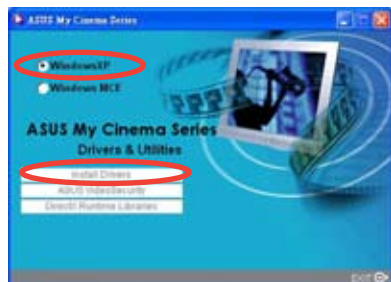 ASUS My Cinema Series
WindowsXP
Windows MCE
ASUS My Cinema Series
Drivers & Utilities
Install Drivers
ASUS VideoSecurity
DirectX Runtime Libraries
EXIT